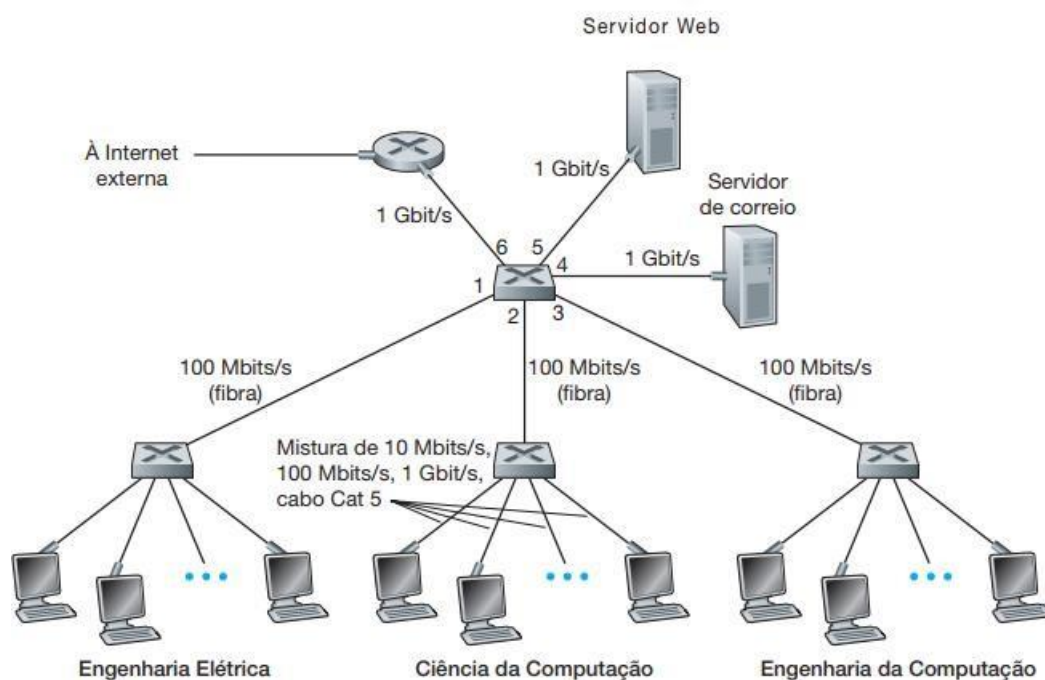 Servidor Web
À Internet
externa
1 Gbit/s
1 Gbit/s
Servidor
de correio
1 Gbit/s
6
5
4
1
2
3
100 Mbits/s
(fibra)
100 Mbits/s
(fibra)
100 Mbits/s
(fibra)
Mistura de 10 Mbits/s,
100 Mbits/s, 1 Gbit/s,
cabo Cat 5
Engenharia Elétrica
Ciência da Computação
Engenharia da Computação